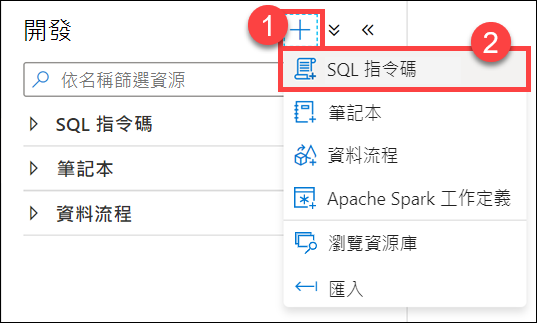 開發
1
2
依名稱篩選資源
SQL 指令碼
筆記本
資料流程
SQL 指令碼
筆記本
資料流程
Apache Spark 工作定義
瀏覽資源庫
匯入